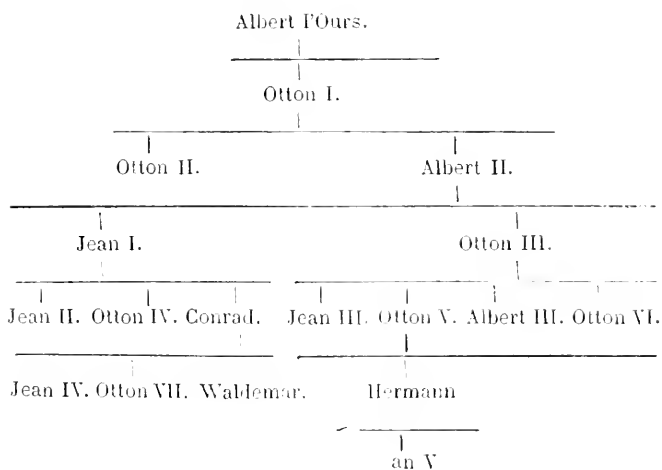 Albert l'Ours.
Otton I.
Otton II. Albert II.
Jean I. Otton III.
Jean II. Otton IV. Conrad. Jean III. Otton V. Albert III. Otton VI.
Jean IV. Otton VII. Waldemar. Hermann
an V